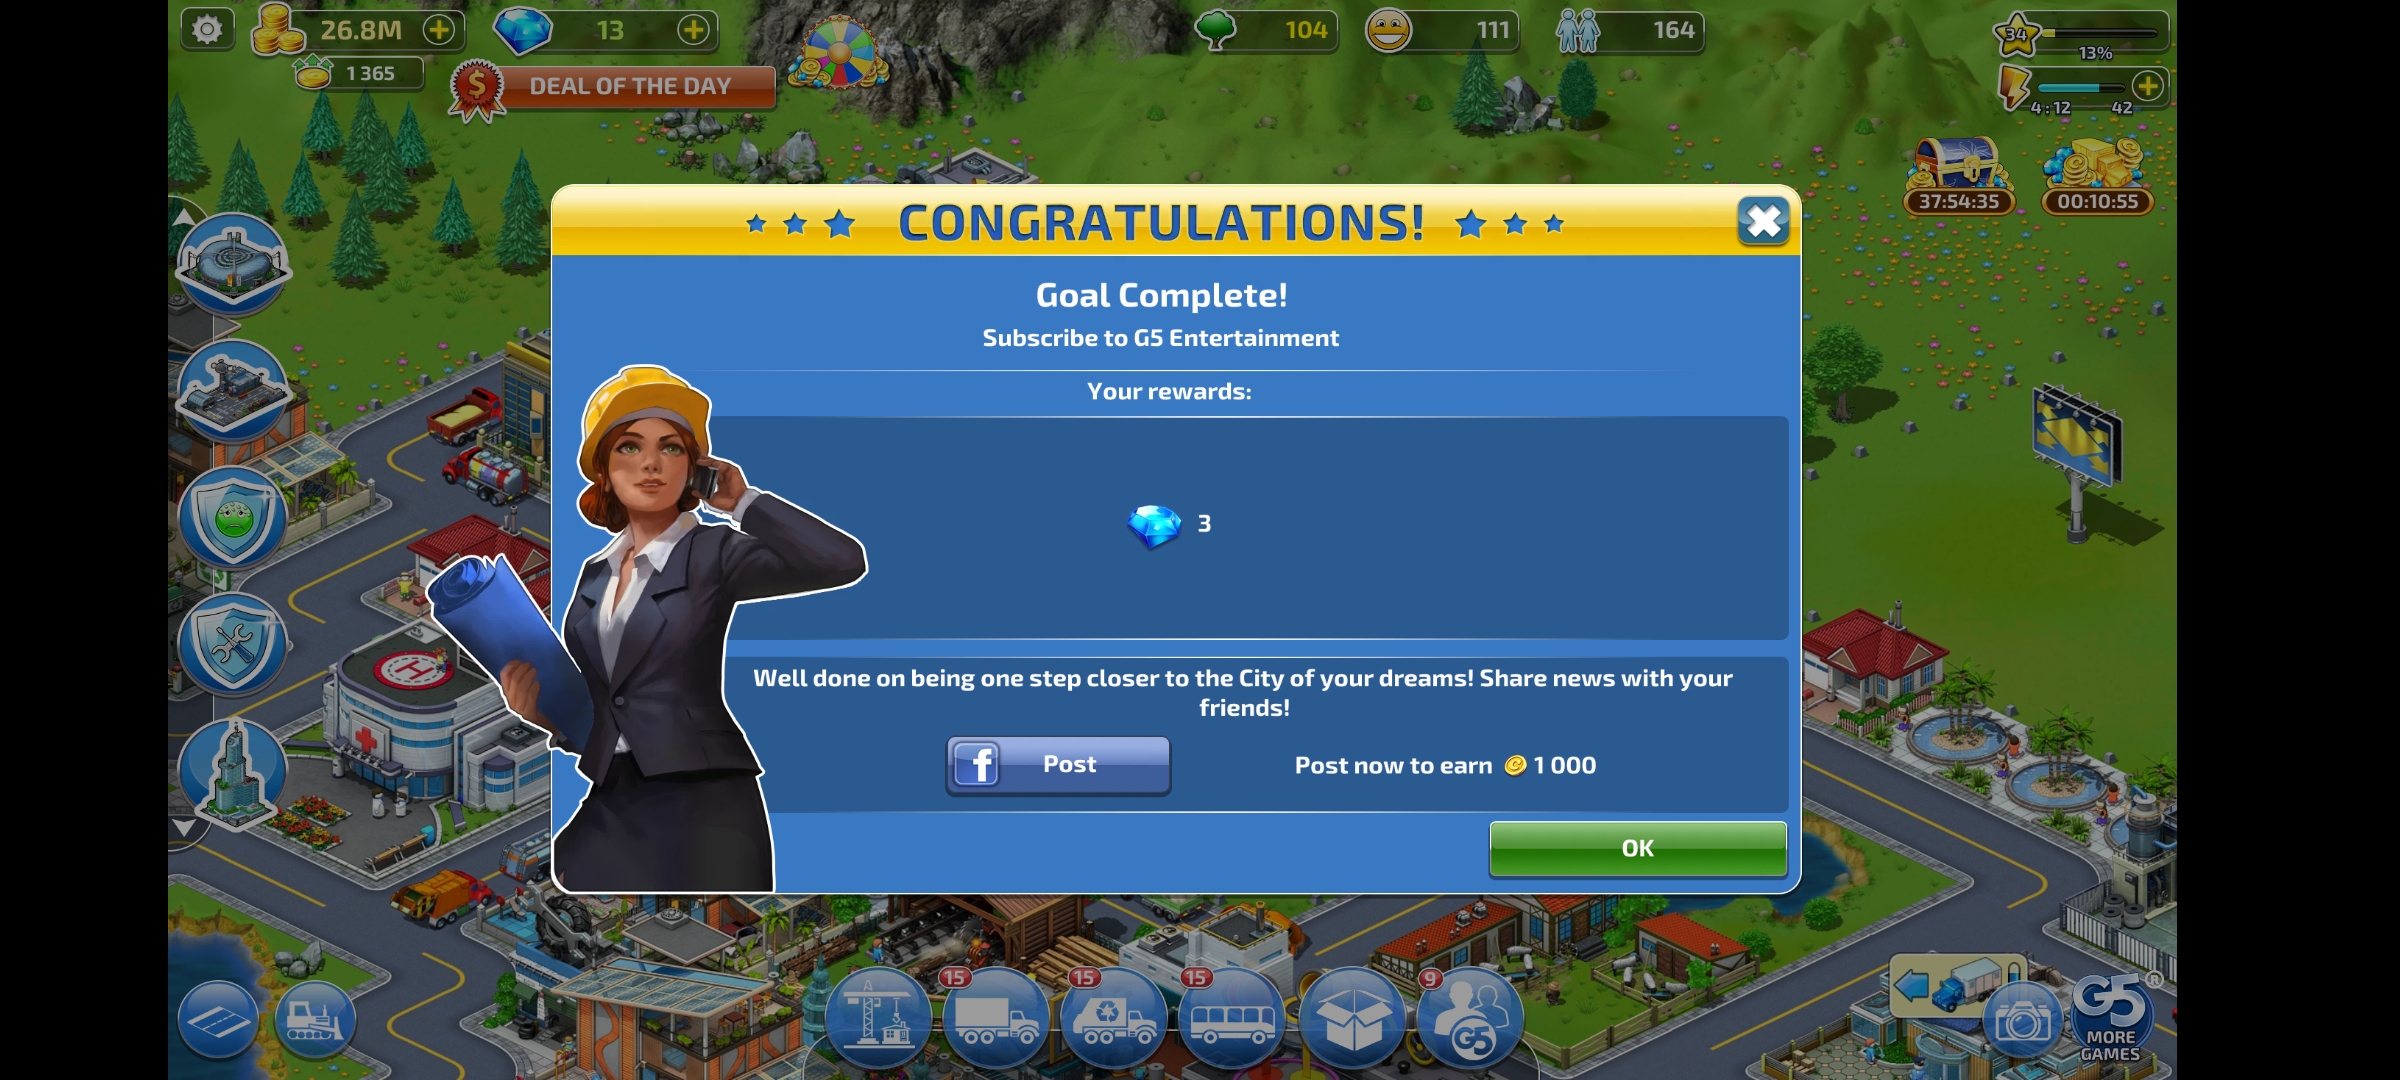 26.8M
13
104
111
164
34
13%
1 365
DEAL OF THE DAY
4:12
42
37:54:35
00:10:55
CONGRATULATIONS!
Goal Complete!
Subscribe to G5 Entertainment
Your rewards:
3
Well done on being one step closer to the City of your dreams! Share news with your
friends!
f Post
Post now to earn 1 000
OK
H
15
15
15
9
G5
G5®
MORE
GAMES